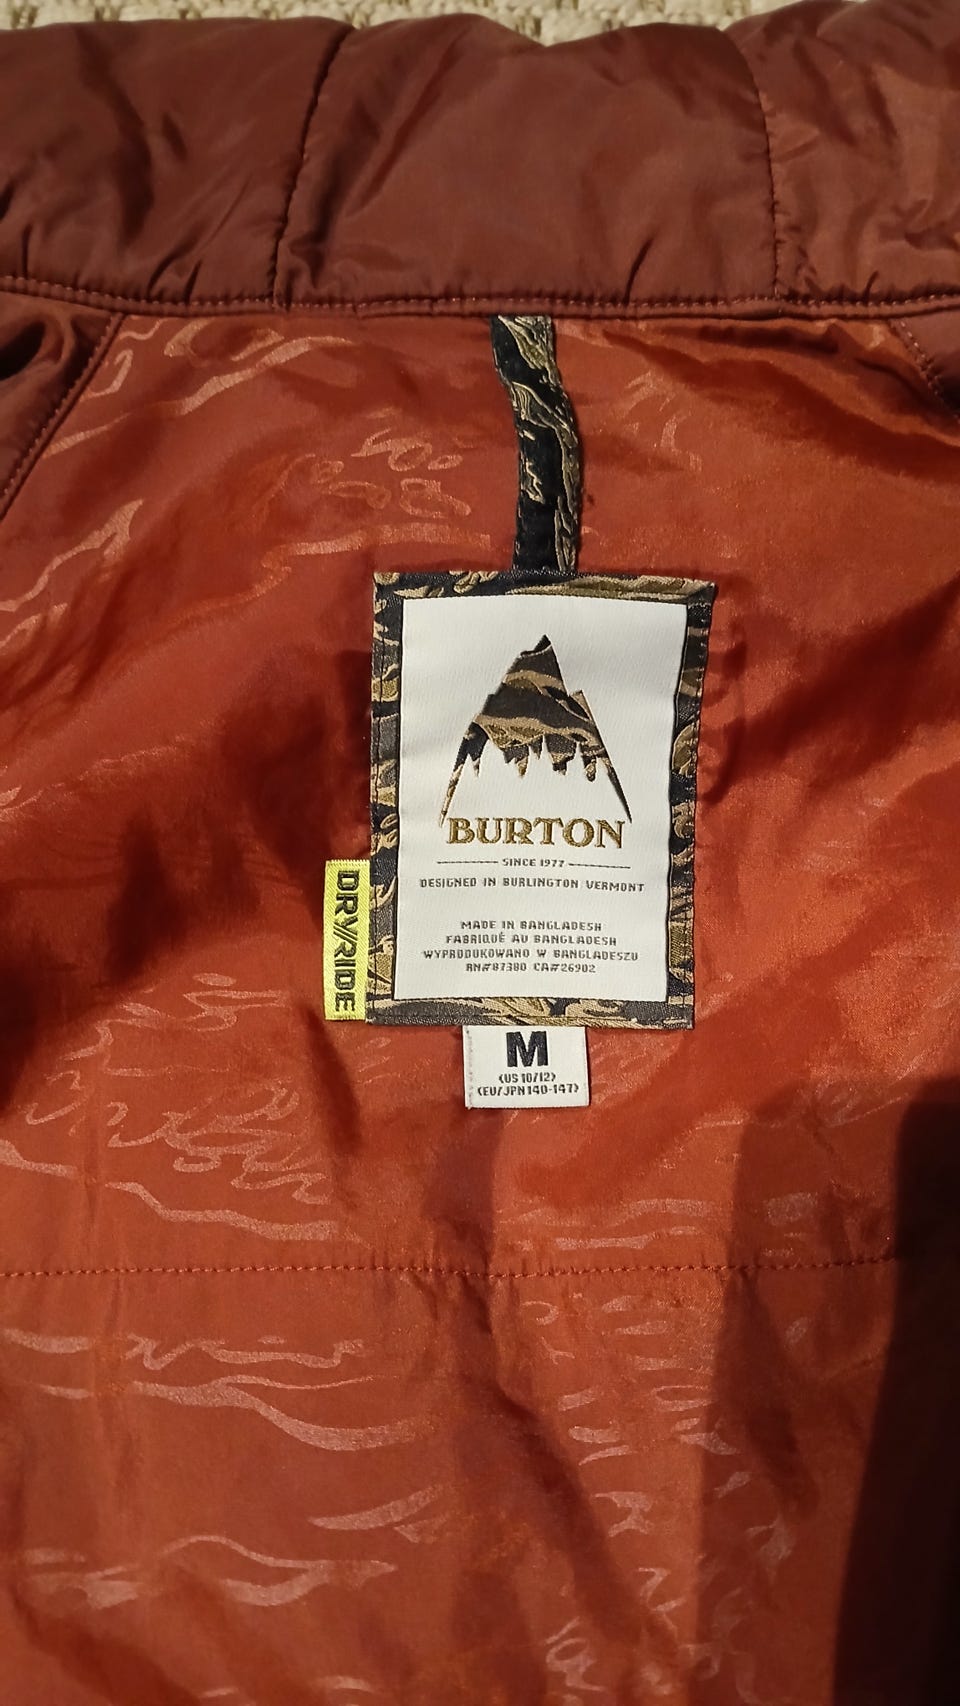 BURTON
SINCE 1977
DESIGNED IN BURLINGTON VERMONT
MADE IN BANGLADESH
FABRIQUÉ AU BANGLADESH
WYPRODUKOWANO W BANGLADESZU
RN#87380 CA#26902
DRY//RIDE
M
(US 10/12)
(EU/JPN 140-147)